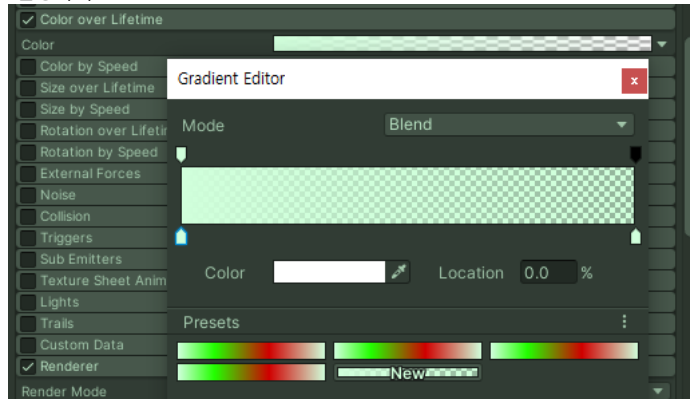 Color over Lifetime
Color
Color by Speed
Size over Lifetime
Size by Speed
Rotation over Lifetim
Rotation by Speed
External Forces
Noise
Collision
Triggers
Sub Emitters
Texture Sheet Anim
Lights
Trails
Custom Data
Renderer
Render Mode
Gradient Editor
x
Mode
Blend
Color
Location
0.0
%
Presets
New